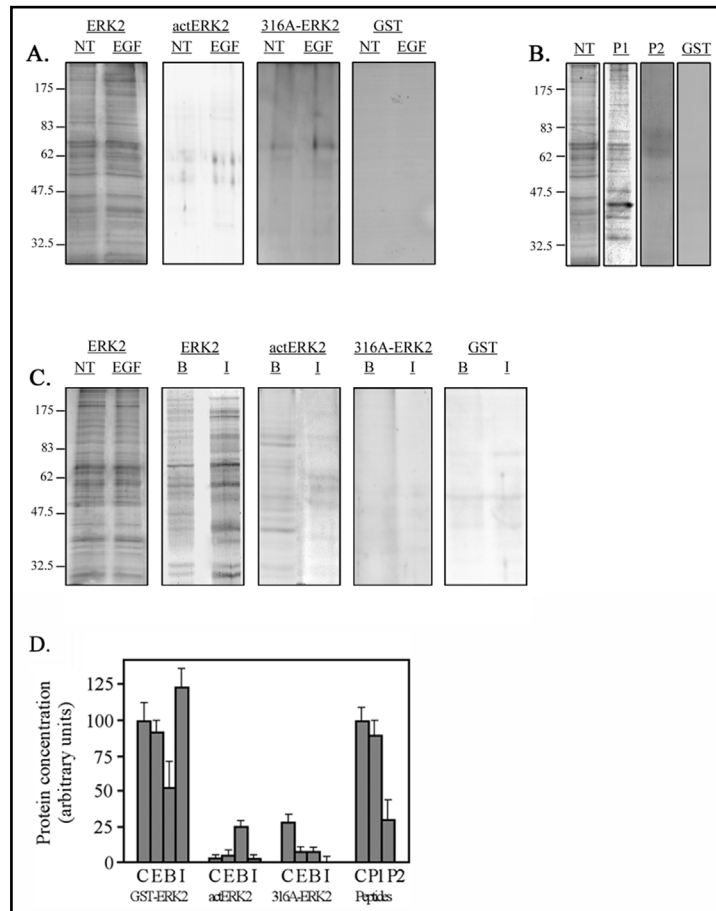 ERK2 actERK2 316A-ERK2 GST
A. NT EGF NT EGF NT EGF NT EGF
175
83
62
47.5
32.5
B. NT P1 P2 GST
175
83
62
47.5
32.5
ERK2 ERK2 actERK2 316A-ERK2 GST
C. NT EGF B I B I B I B I
175
83
62
47.5
32.5
D.
Protein concentration
(arbitrary units)
125
100
75
50
25
0
CEBI CEBI CEBI CP1P2
GST-ERK2 actERK2 316A-ERK2 Peptides